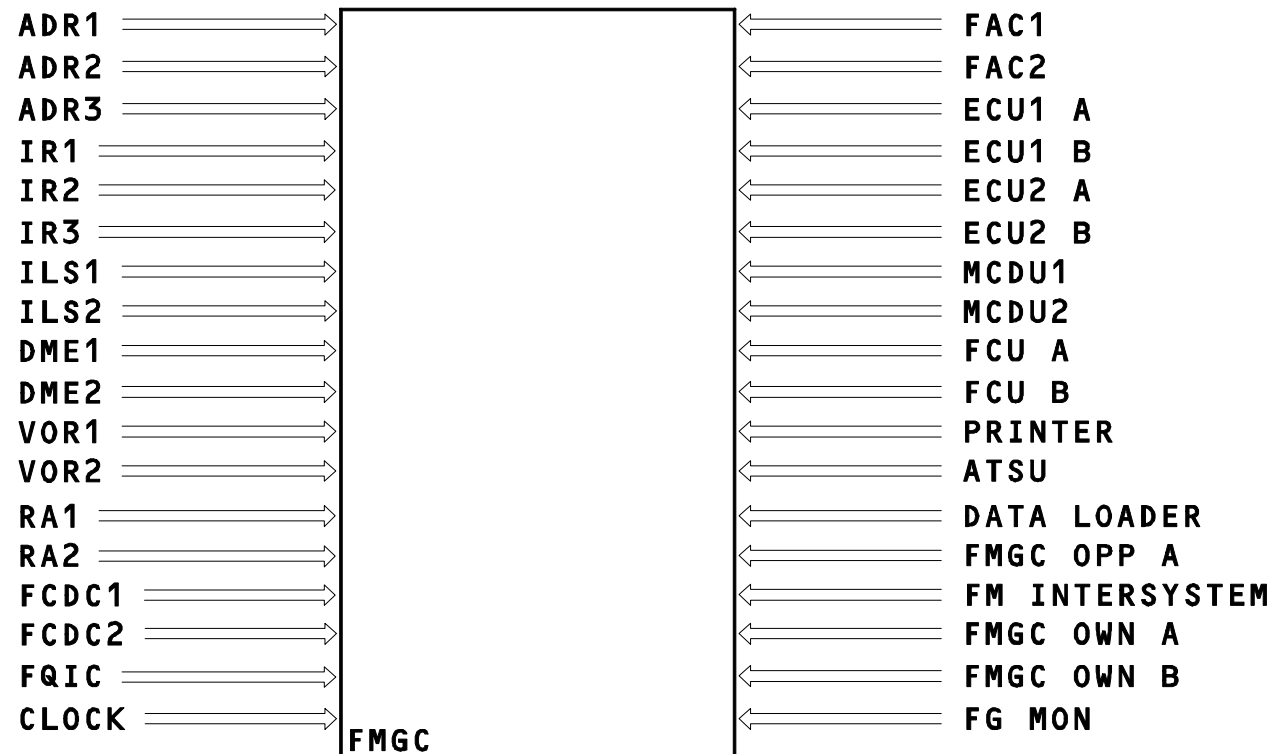 ADR1
ADR2
ADR3
IR1
IR2
IR3
ILS1
ILS2
DME1
DME2
VOR1
VOR2
RA1
RA2
FCDC1
FCDC2
FQIC
CLOCK
FMGC
FAC1
FAC2
ECU1 A
ECU1 B
ECU2 A
ECU2 B
MCDU1
MCDU2
FCU A
FCU B
PRINTER
ATSU
DATA LOADER
FMGC OPP A
FM INTERSYSTEM
FMGC OWN A
FMGC OWN B
FG MON